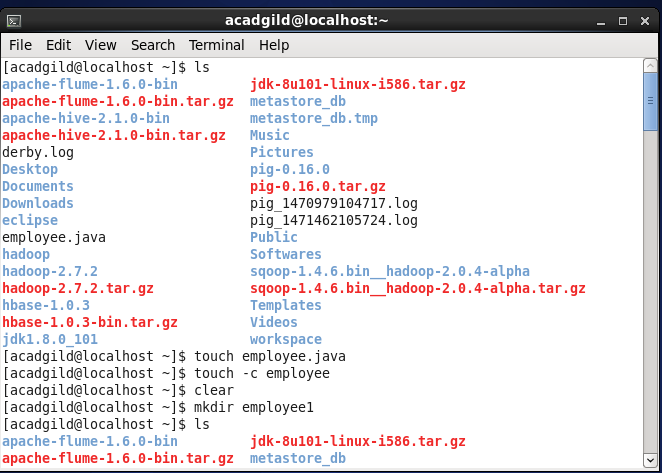 acadgild@localhost:~
File Edit View Search Terminal Help
[acadgild@localhost ~]$ ls
apache-flume-1.6.0-bin jdk-8u101-linux-i586.tar.gz
apache-flume-1.6.0-bin.tar.gz metastore_db
apache-hive-2.1.0-bin metastore_db.tmp
apache-hive-2.1.0-bin.tar.gz Music
derby.log Pictures
Desktop pig-0.16.0
Documents pig-0.16.0.tar.gz
Downloads pig_1470979104717.log
eclipse pig_1471462105724.log
employee.java Public
hadoop Softwares
hadoop-2.7.2 sqoop-1.4.6.bin__hadoop-2.0.4-alpha
hadoop-2.7.2.tar.gz sqoop-1.4.6.bin__hadoop-2.0.4-alpha.tar.gz
hbase-1.0.3 Templates
hbase-1.0.3-bin.tar.gz Videos
jdk1.8.0_101 workspace
[acadgild@localhost ~]$ touch employee.java
[acadgild@localhost ~]$ touch -c employee
[acadgild@localhost ~]$ clear
[acadgild@localhost ~]$ mkdir employee1
[acadgild@localhost ~]$ ls
apache-flume-1.6.0-bin jdk-8u101-linux-i586.tar.gz
apache-flume-1.6.0-bin.tar.gz metastore_db